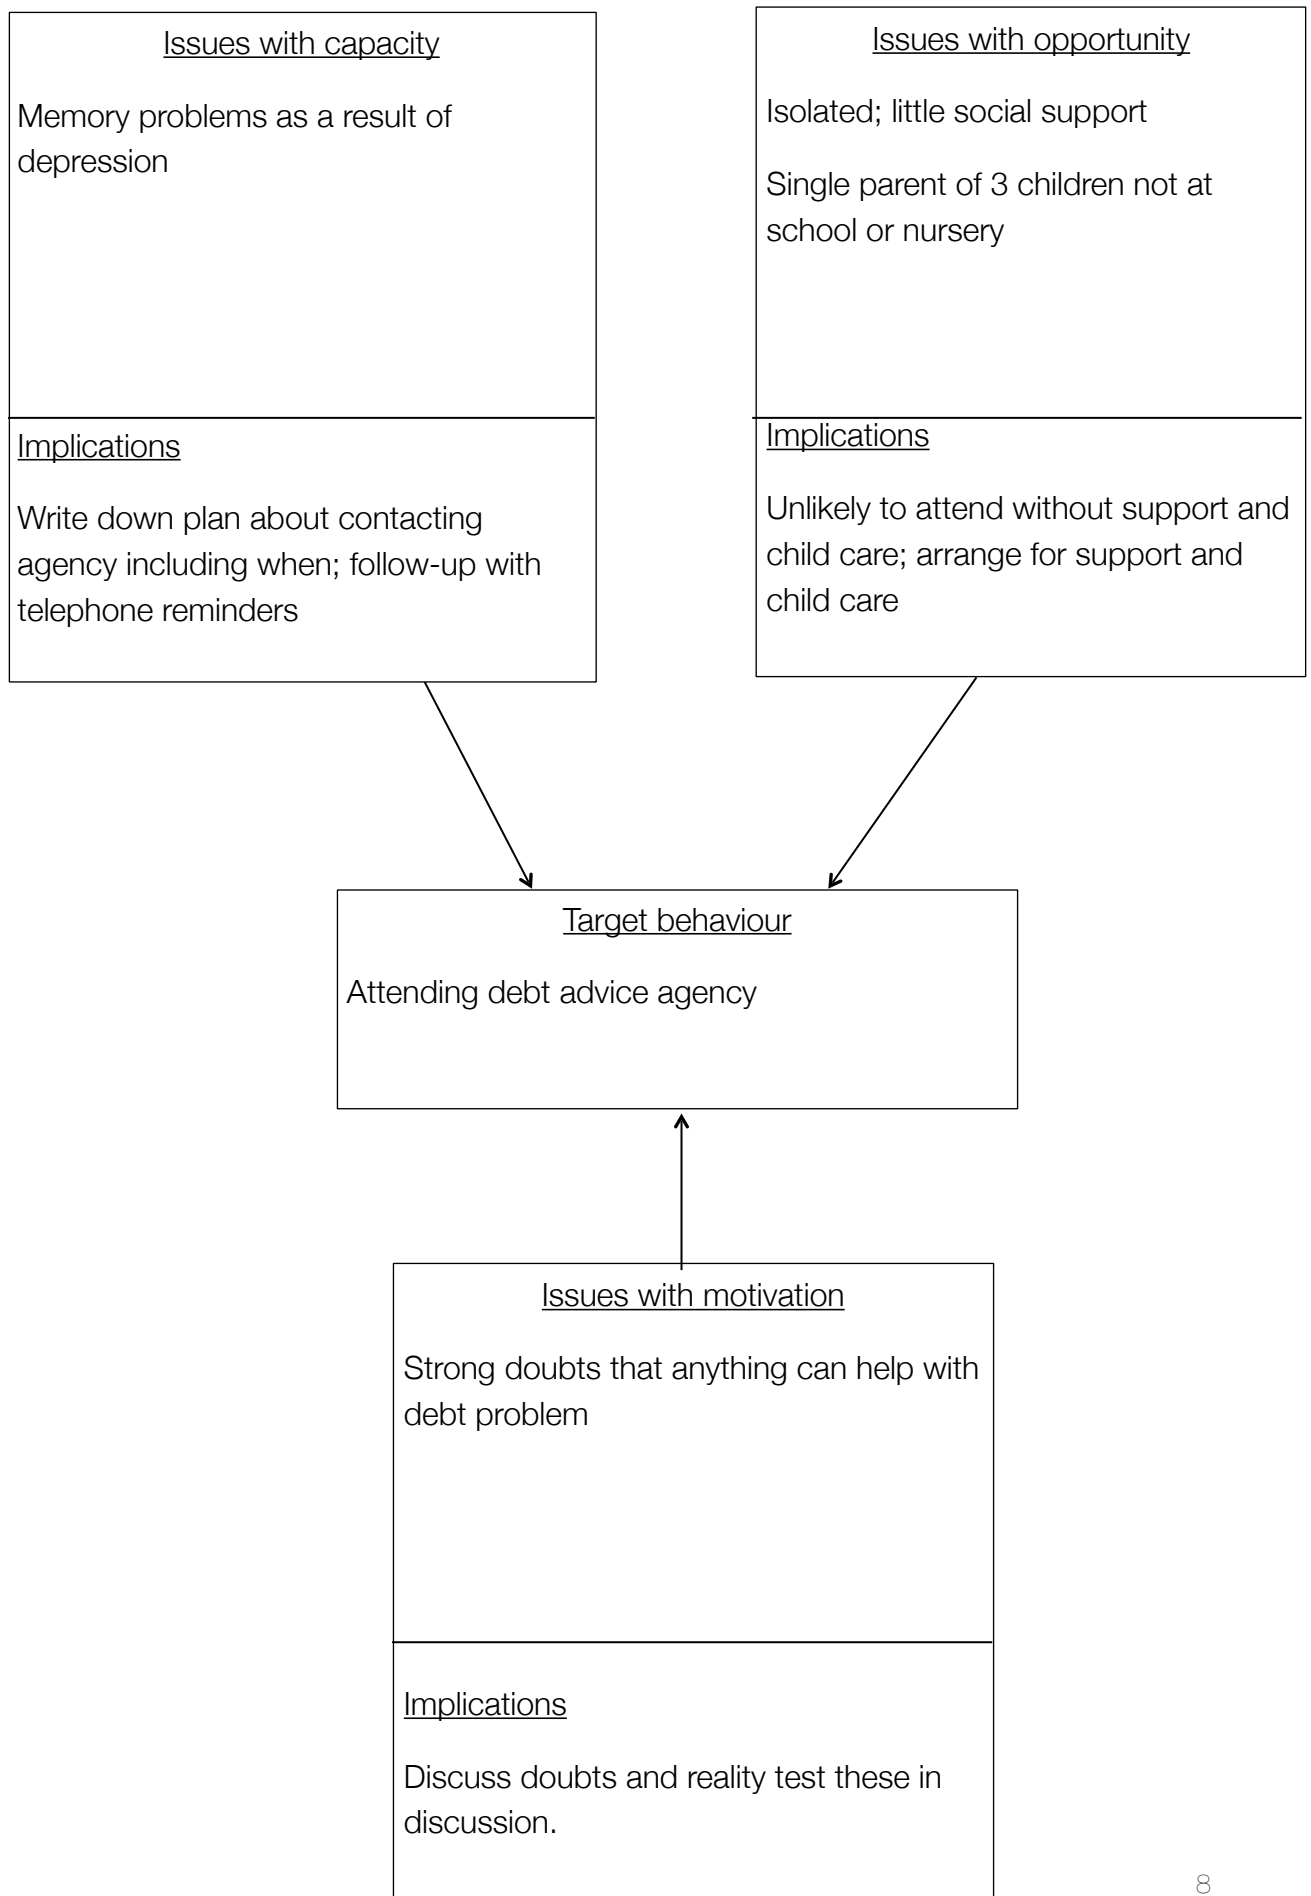 Issues with capacity
Memory problems as a result of
depression
Implications
Write down plan about contacting
agency including when; follow-up with
telephone reminders
Issues with opportunity
Isolated; little social support
Single parent of 3 children not at
school or nursery
Implications
Unlikely to attend without support and
child care; arrange for support and
child care
Target behaviour
Attending debt advice agency
Issues with motivation
Strong doubts that anything can help with
debt problem
Implications
Discuss doubts and reality test these in
discussion.
8